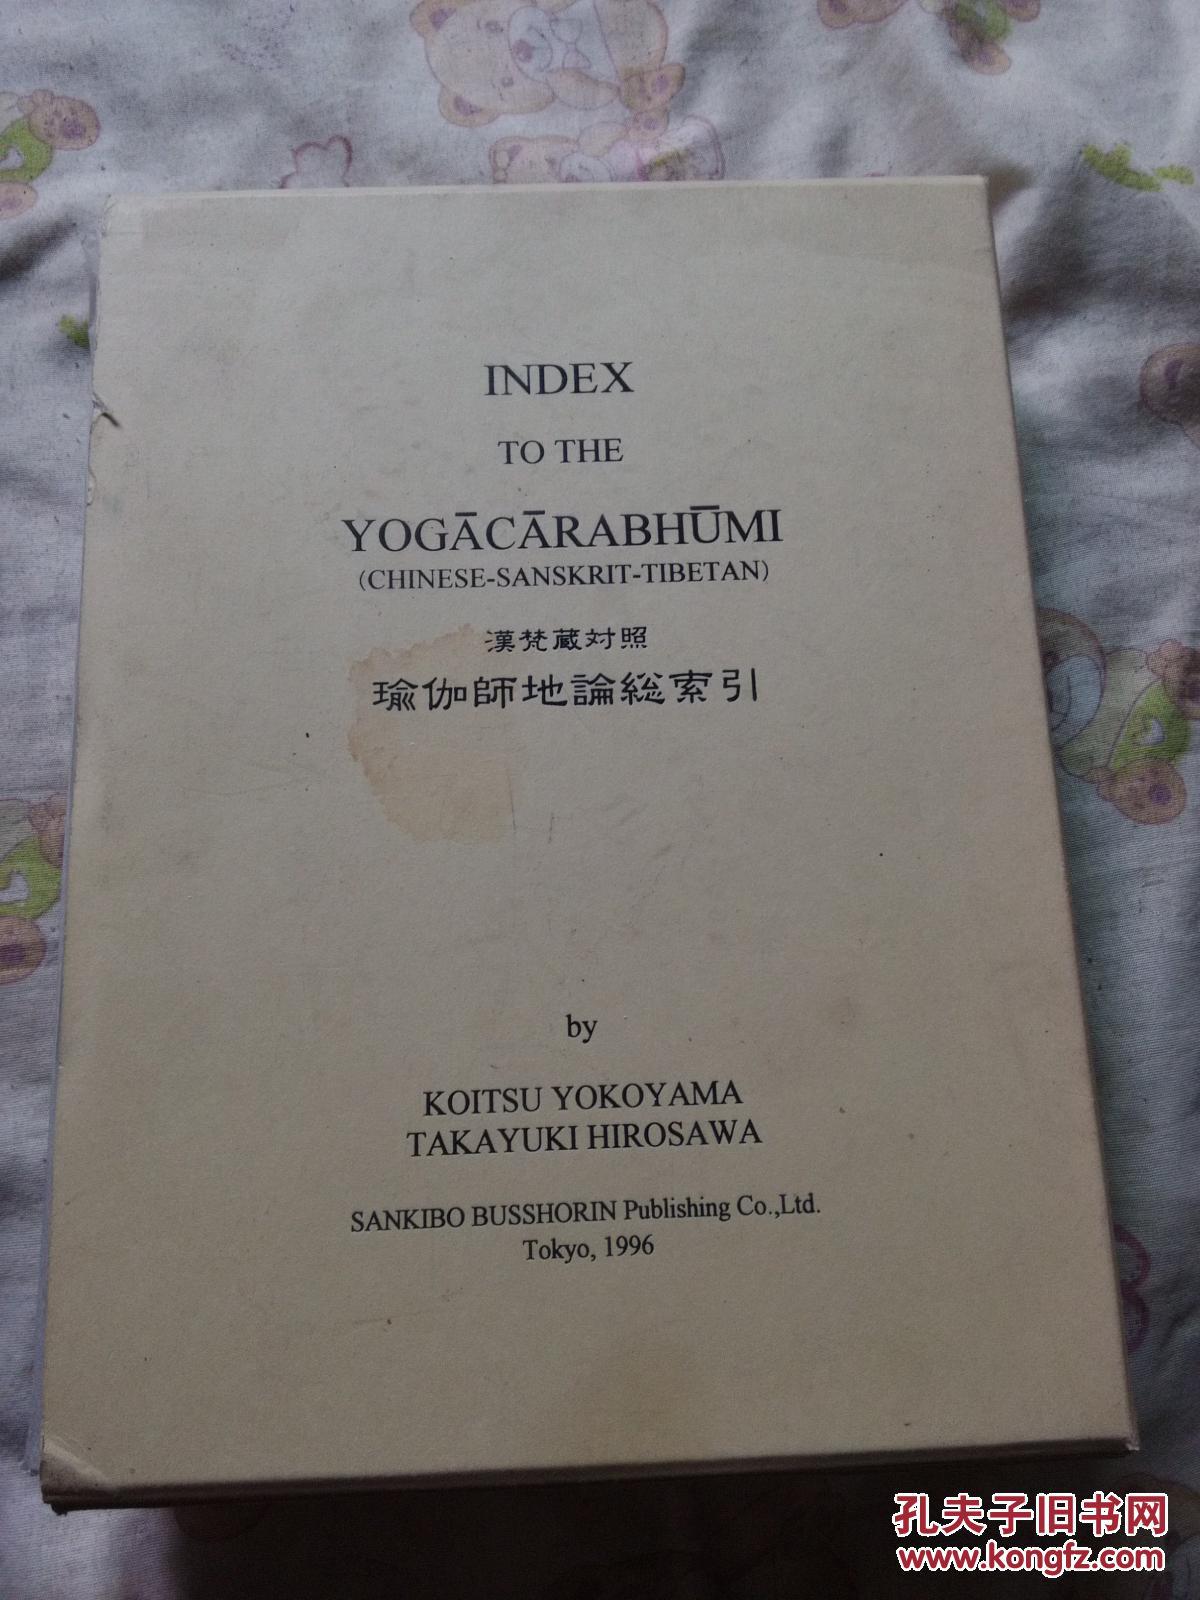 INDEX
TO THE
YOGĀCĀRABHŪMI
(CHINESE-SANSKRIT-TIBETAN)
漢梵蔵対照
瑜伽師地論総索引
by
KOITSU YOKOYAMA
TAKAYUKI HIROSAWA
SANKIBO BUSSHORIN Publishing Co.,Ltd.
Tokyo, 1996
孔夫子旧书网
www.kongfz.com